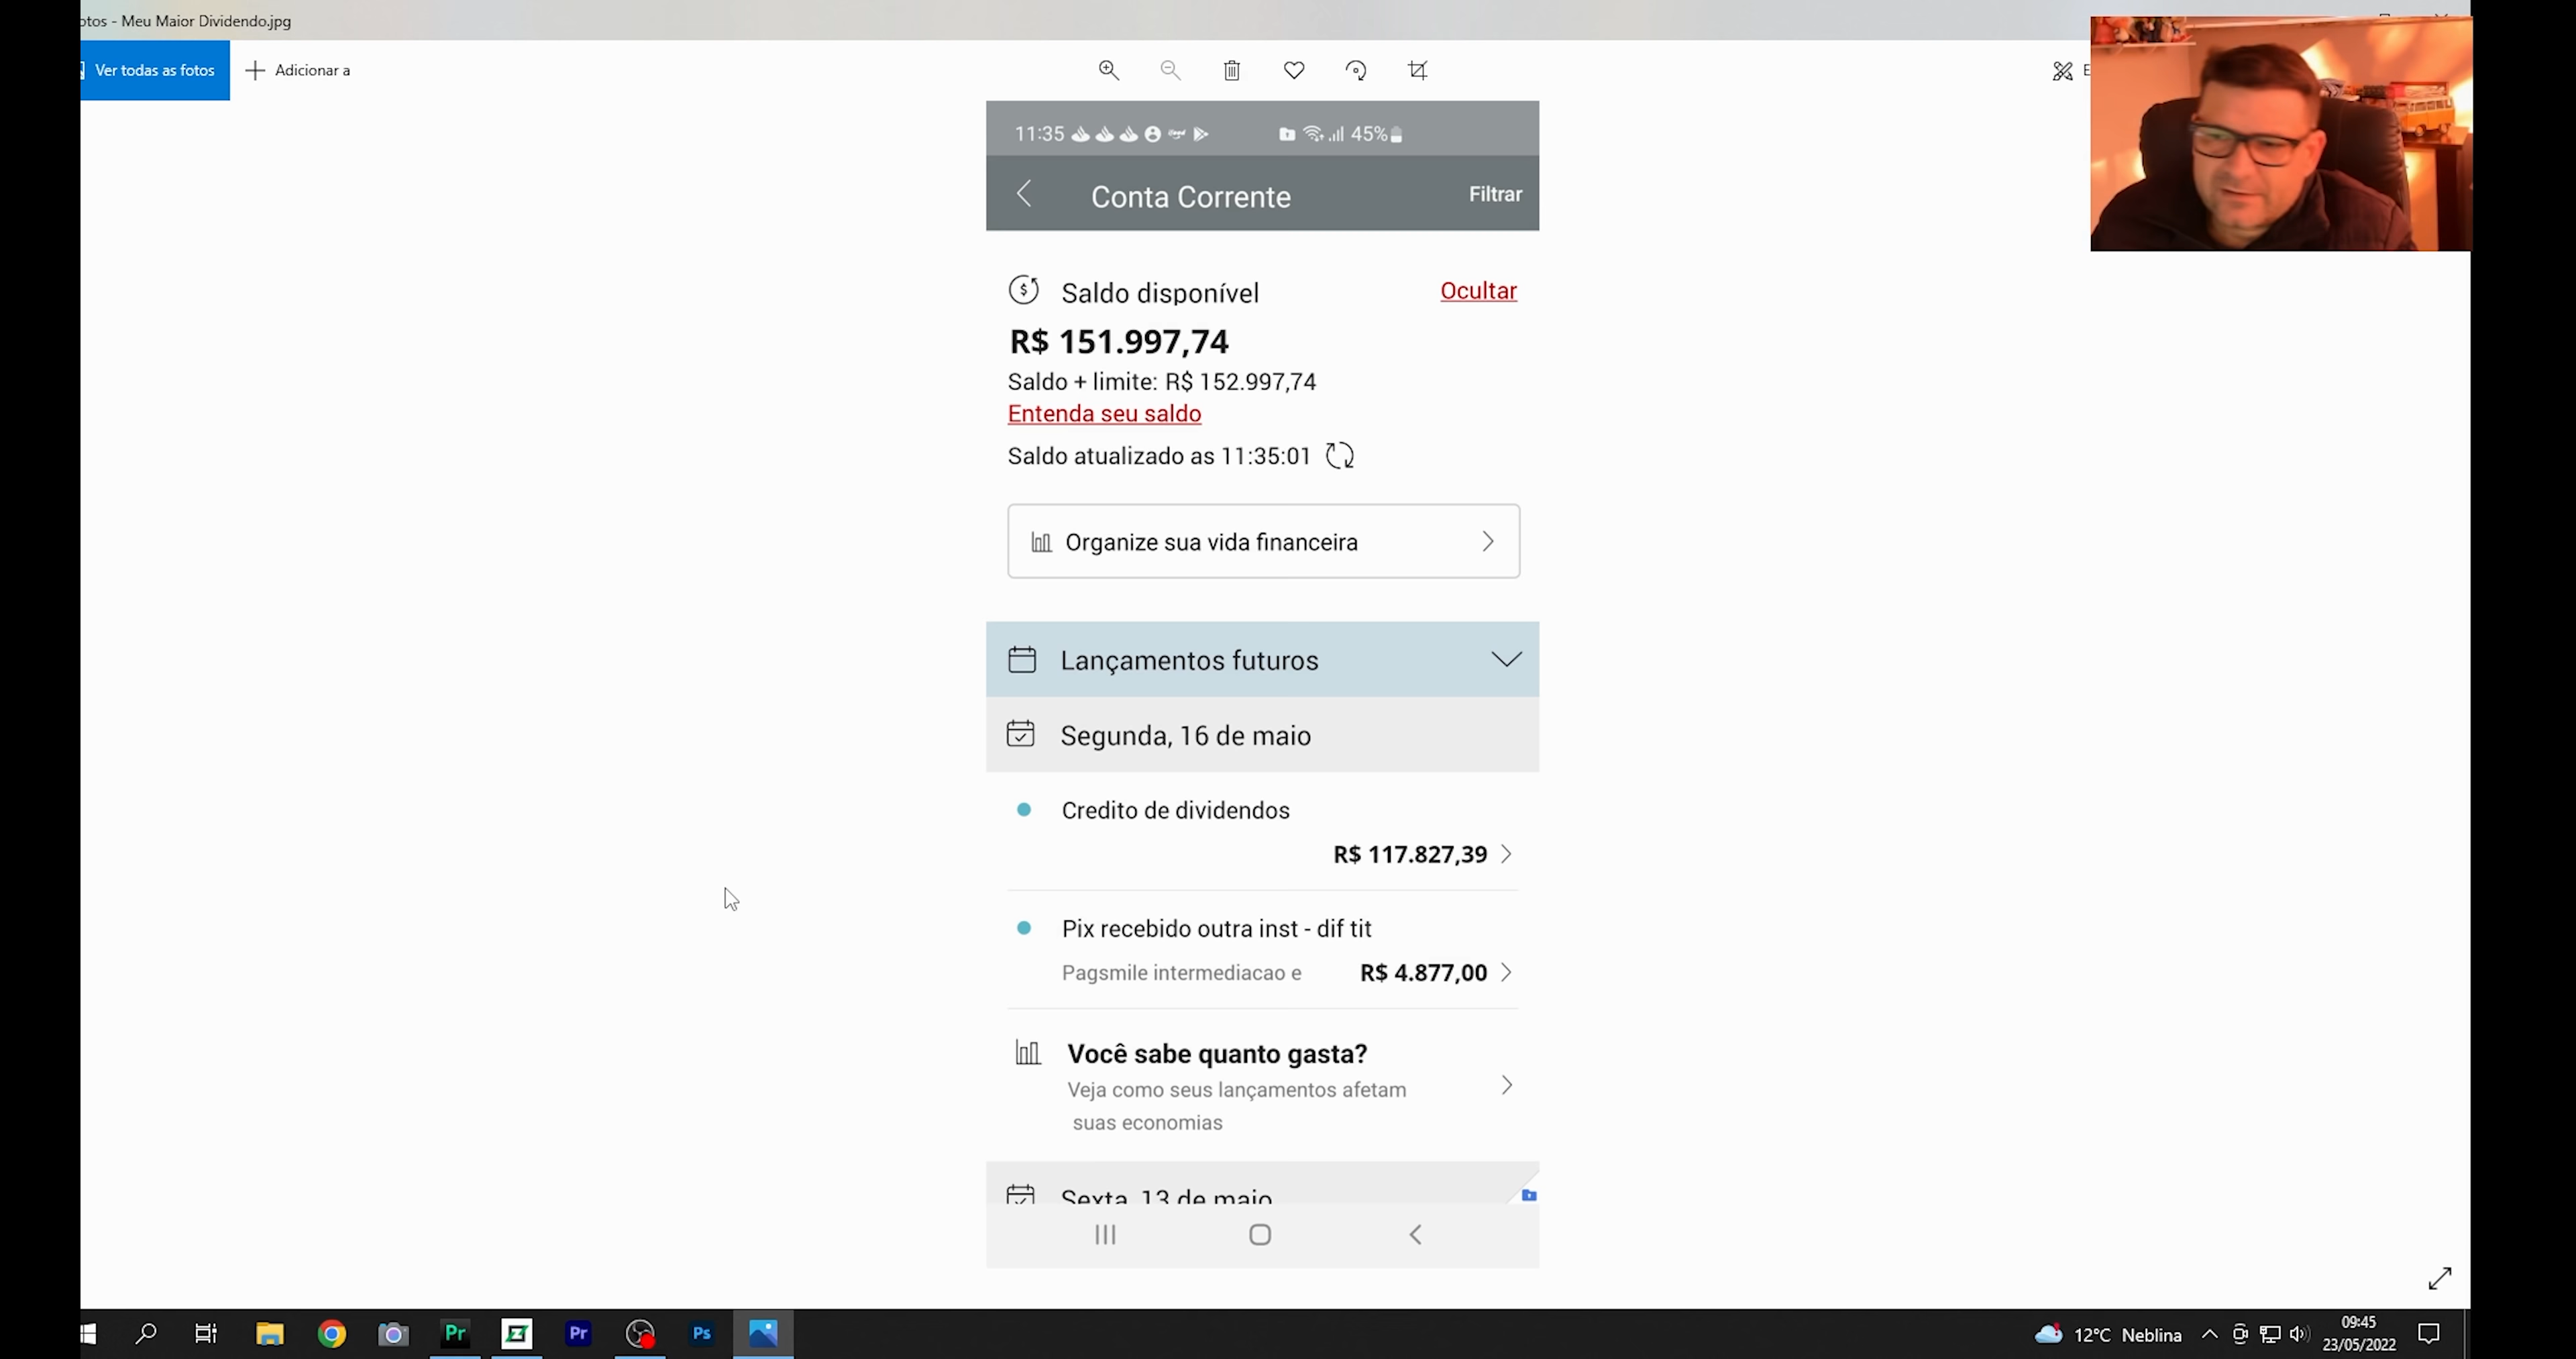 otos - Meu Maior Dividendo.jpg
Ver todas as fotos
Adicionar a
E
11:35
45%
Conta Corrente
Filtrar
Saldo disponível
Ocultar
R$ 151.997,74
Saldo + limite: R$ 152.997,74
Entenda seu saldo
Saldo atualizado as 11:35:01
Organize sua vida financeira
Lançamentos futuros
Segunda, 16 de maio
Credito de dividendos
R$ 117.827,39
Pix recebido outra inst - dif tit
Pagsmile intermediacao e
R$ 4.877,00
Você sabe quanto gasta?
Veja como seus lançamentos afetam
suas economias
Sexta, 13 de maio
Pr
Pr
Ps
12°C Neblina
09:45
23/05/2022